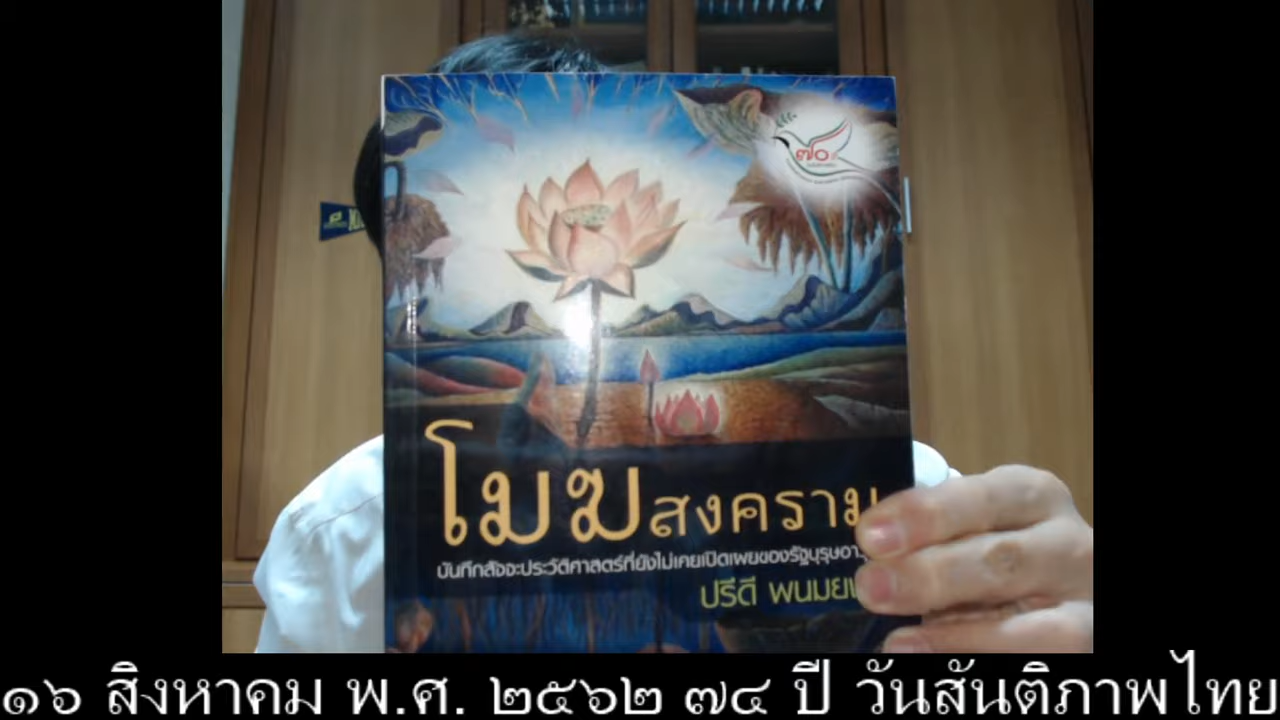 ๗๐
โมฆสงคราม
บันทึกสัจจะประวัติศาสตร์ที่ยังไม่เคยเปิดเผยของรัฐบุรุษอาวุ
ปรีดี พนมยง
๑๖ สิงหาคม พ.ศ. ๒๕๖๒ ๗๔ ปี วันสันติภาพไทย